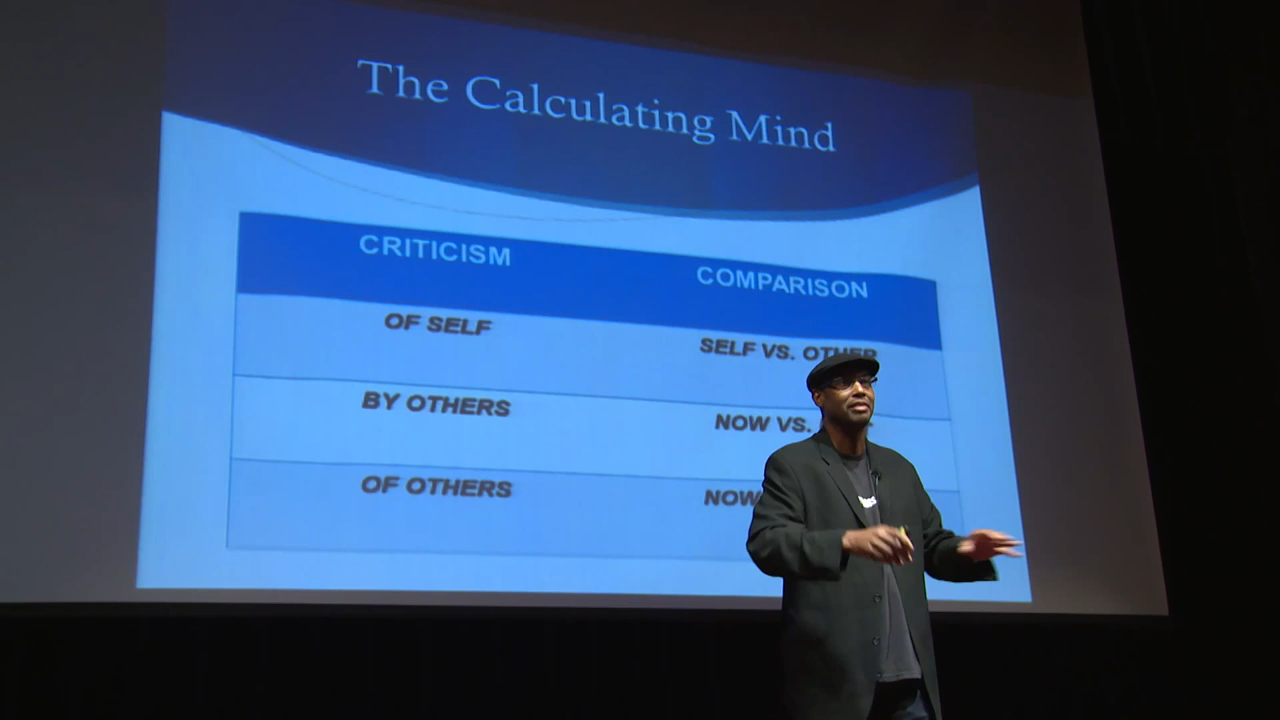 The Calculating Mind
CRITICISM COMPARISON
OF SELF SELF VS. OTHER
BY OTHERS NOW VS.
OF OTHERS NOW